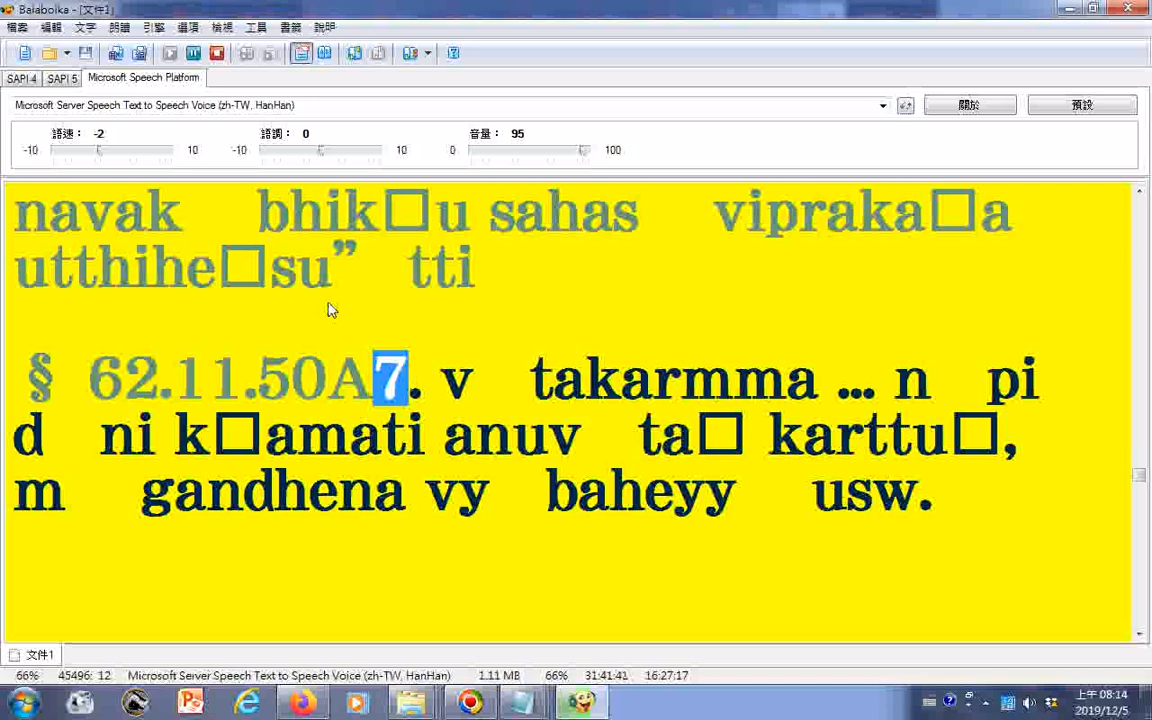 Balabolka - [文件1]
檔案 編輯 文字 朗讀 引擎 選項 檢視 工具 書籤 說明
SAPI 4 SAPI 5 Microsoft Speech Platform
Microsoft Server Speech Text to Speech Voice (zh-TW, HanHan) 關於 預設
語速： -2 語調： 0 音量： 95
-10 10 -10 10 0 100
navak bhik□u sahas vipraka□a
utthihe□su” tti
§ 62.11.50A7. v takarmma ... n pi
d ni k□amati anuv ta□ karttu□,
m gandhena vy baheyy usw.
文件1
66% 45496: 12 Microsoft Server Speech Text to Speech Voice (zh-TW, HanHan) 1.11 MB 66% 31:41:41 16:27:17
上午 08:14
2019/12/5